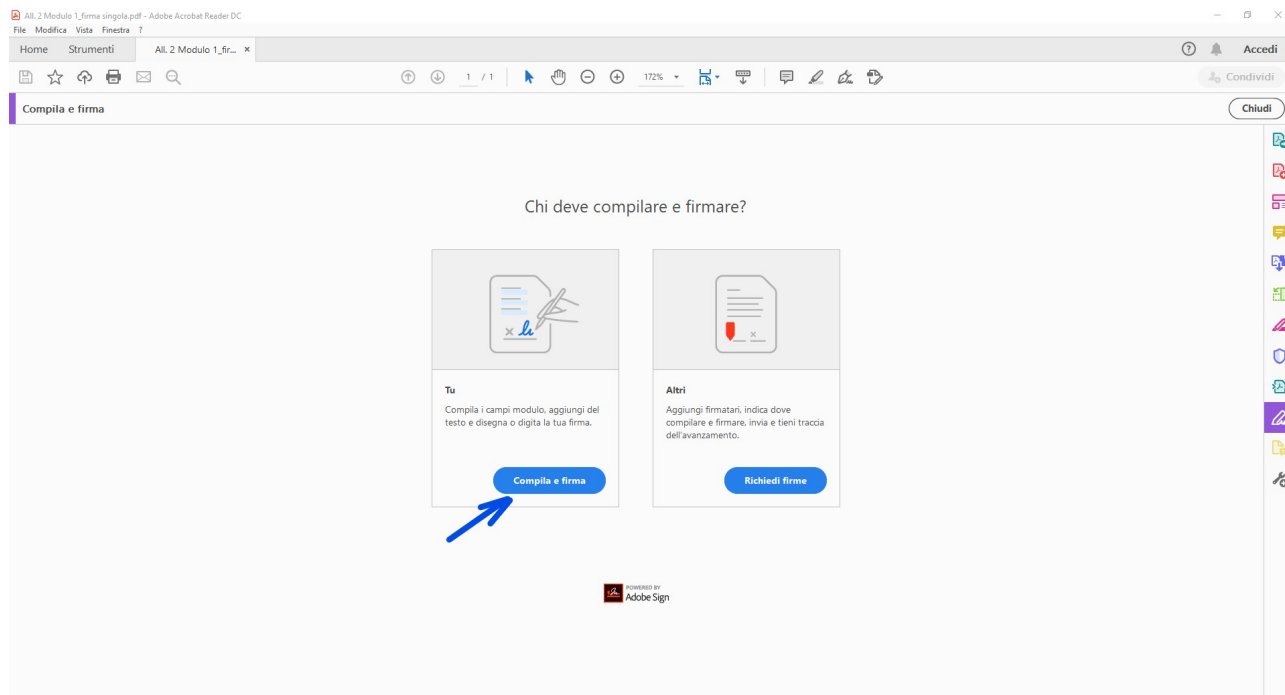 All. 2 Modulo 1_firma singola.pdf - Adobe Acrobat Reader DC
File Modifica Vista Finestra ?
Home Strumenti All. 2 Modulo 1_fir... × Accedi
1 / 1 172% Condividi
Compila e firma Chiudi
Chi deve compilare e firmare?
Tu
Compila i campi modulo, aggiungi del
testo e disegna o digita la tua firma.
Compila e firma
Altri
Aggiungi firmatari, indica dove
compilare e firmare, invia e tieni traccia
dell'avanzamento.
Richiedi firme
POWERED BY
Adobe Sign